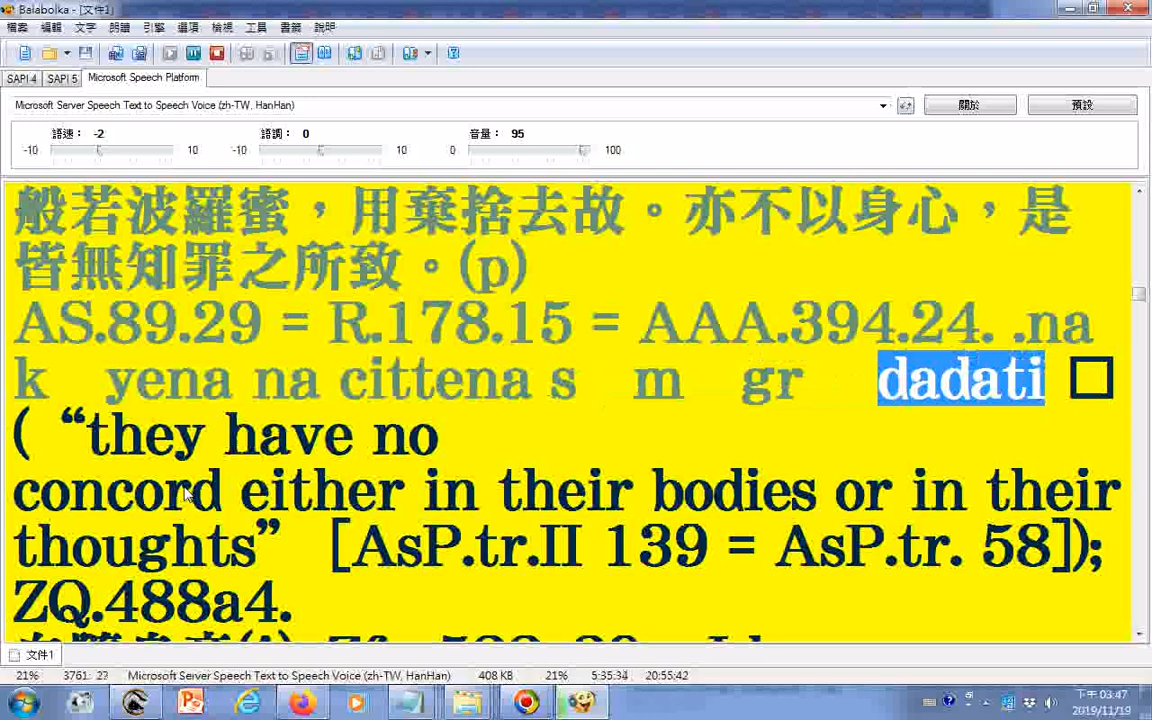 Balabolka - [文件1]
檔案 編輯 文字 朗讀 引擎 選項 檢視 工具 書籤 說明
SAPI 4 SAPI 5 Microsoft Speech Platform
Microsoft Server Speech Text to Speech Voice (zh-TW, HanHan) 關於 預設
語速： -2 語調： 0 音量： 95
-10 10 -10 10 0 100
般若波羅蜜，用棄捨去故。亦不以身心，是
皆無知罪之所致。(p)
AS.89.29 = R.178.15 = AAA.394.24. .na
k yena na cittena s m gr dadati □
( “they have no
concord either in their bodies or in their
thoughts” [AsP.tr.II 139 = AsP.tr. 58]);
ZQ.488a4.
文件1
21% 3761: 27 Microsoft Server Speech Text to Speech Voice (zh-TW, HanHan) 408 KB 21% 5:35:34 20:55:42
下午 03:47
2019/11/19